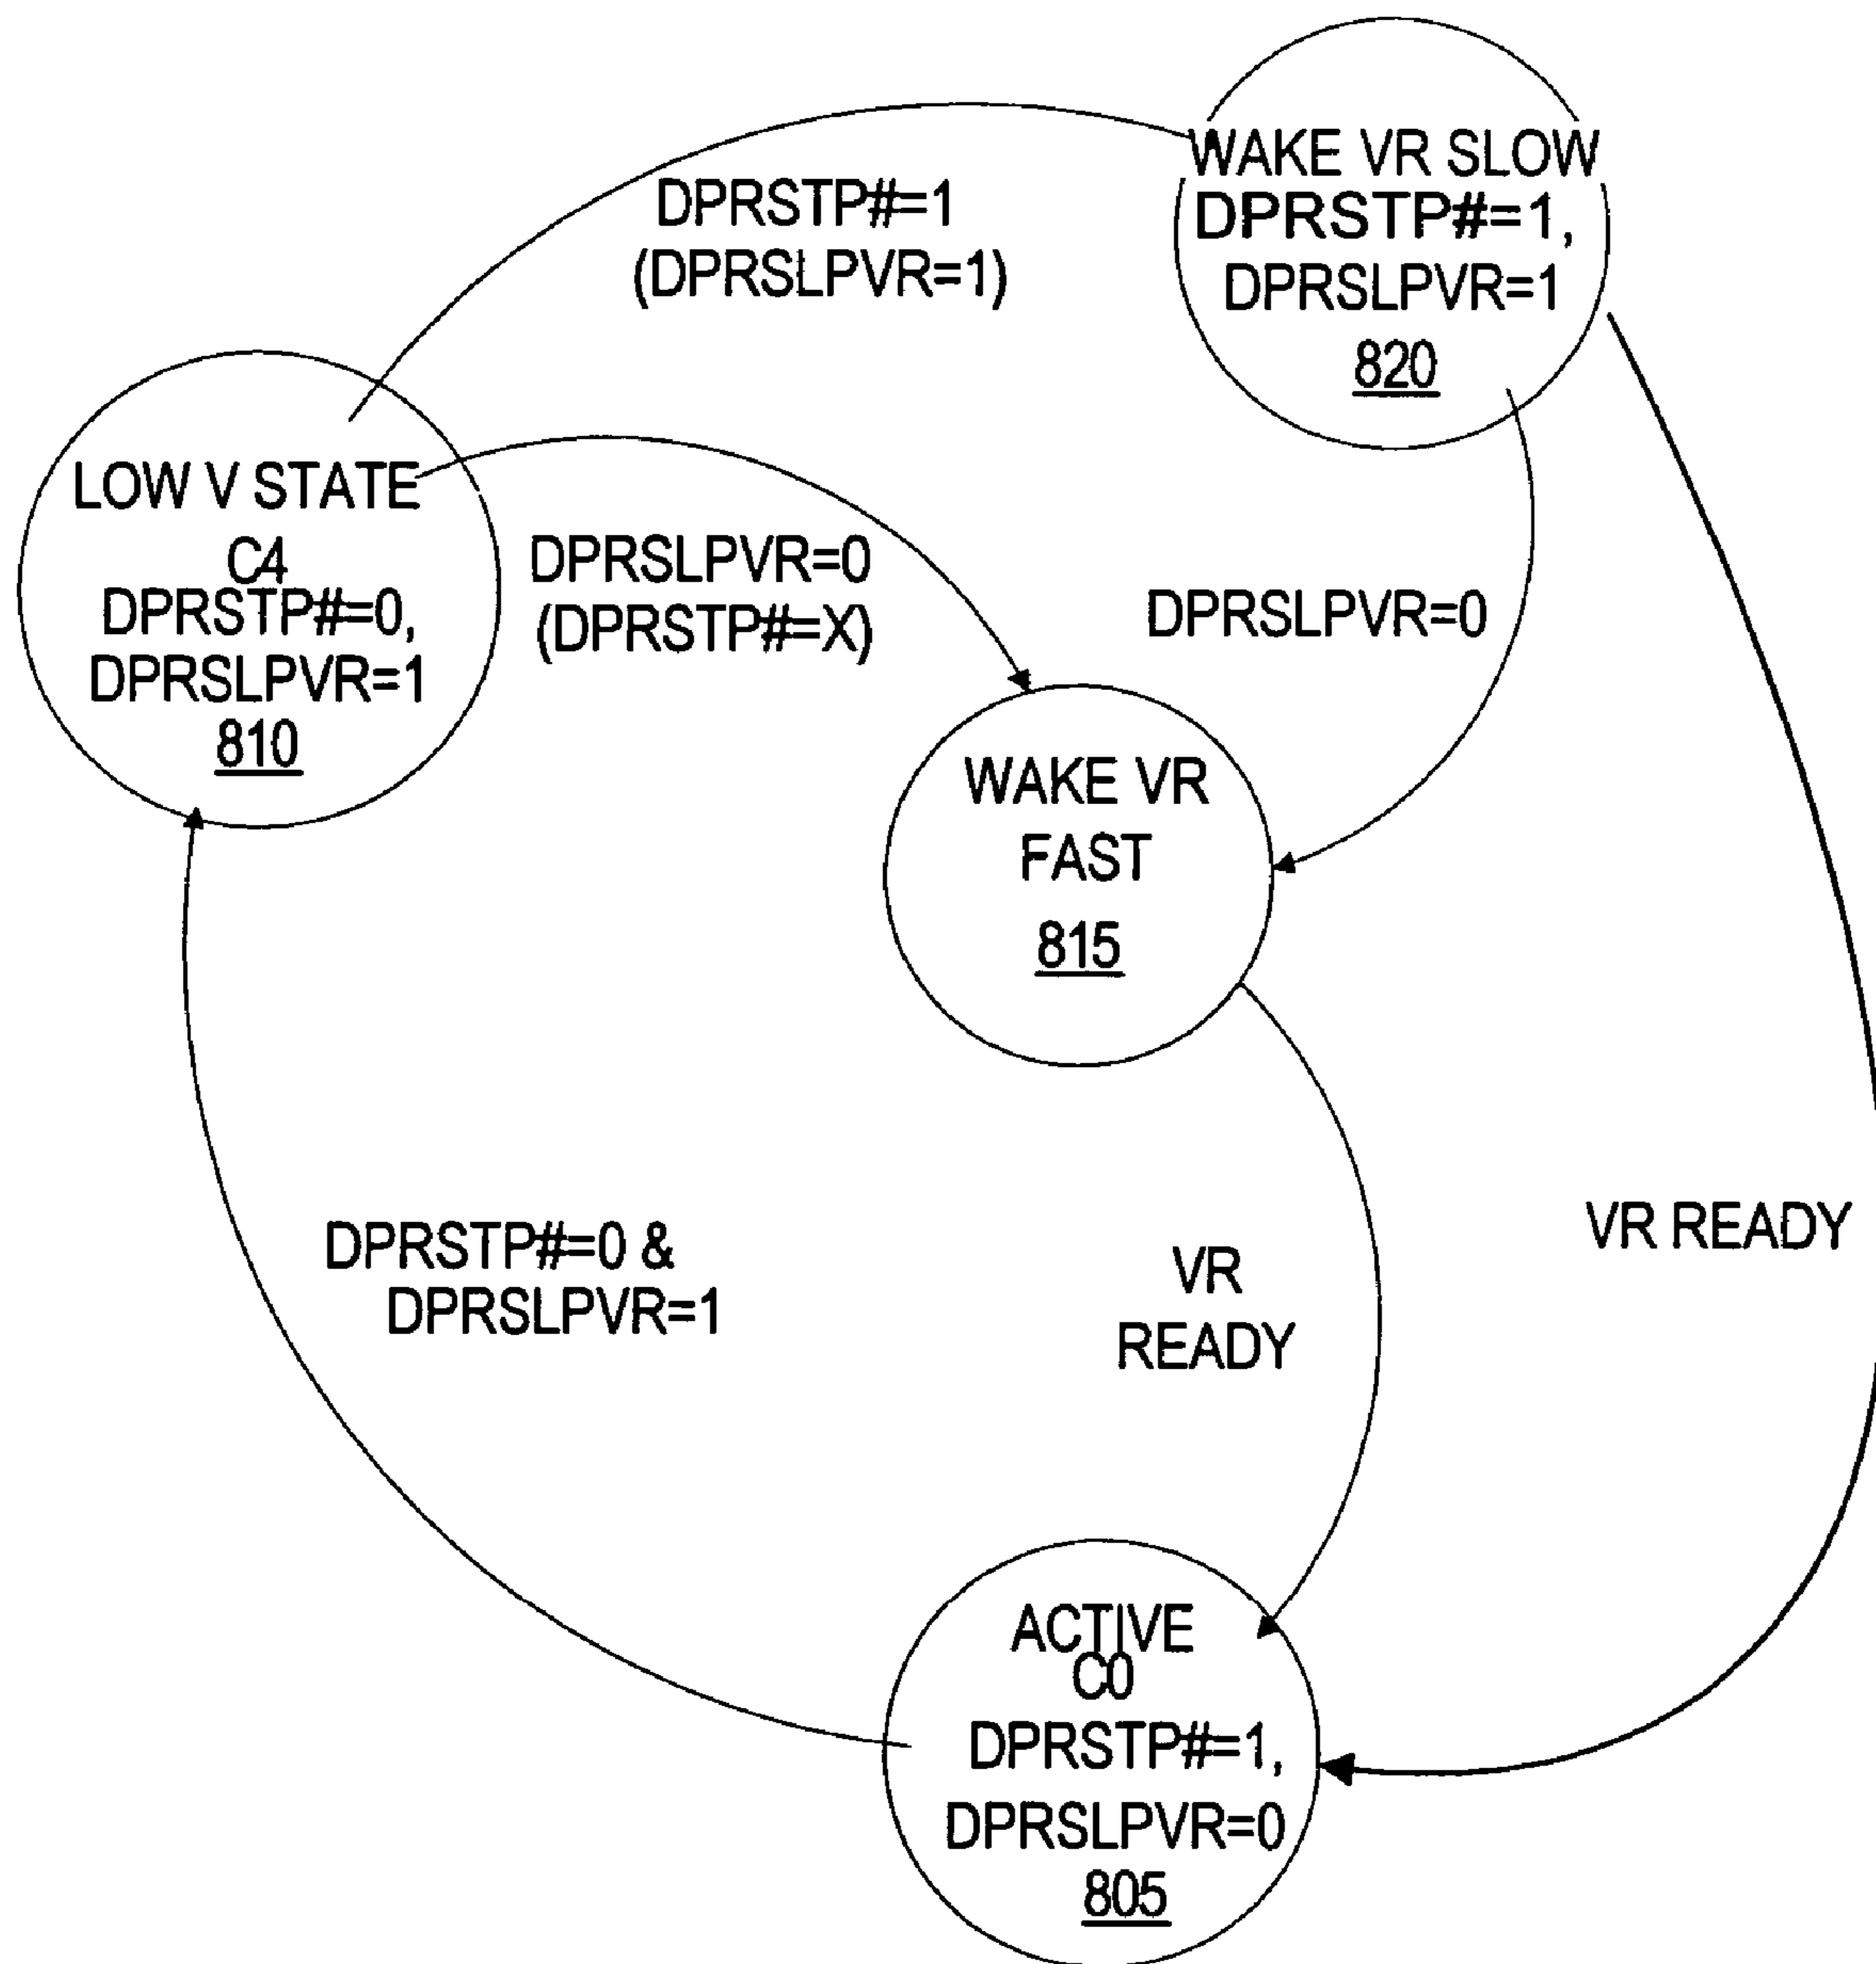 WAKE VR SLOW
DPRSTP#=1,
DPRSLPVR=1
820
DPRSTP#=1
(DPRSLPVR=1)
LOW V STATE
C4
DPRSTP#=0,
DPRSLPVR=1
810
DPRSLPVR=0
(DPRSTP#=X)
DPRSLPVR=0
WAKE VR
FAST
815
DPRSTP#=0 &
DPRSLPVR=1
VR
READY
VR READY
ACTIVE
C0
DPRSTP#=1,
DPRSLPVR=0
805